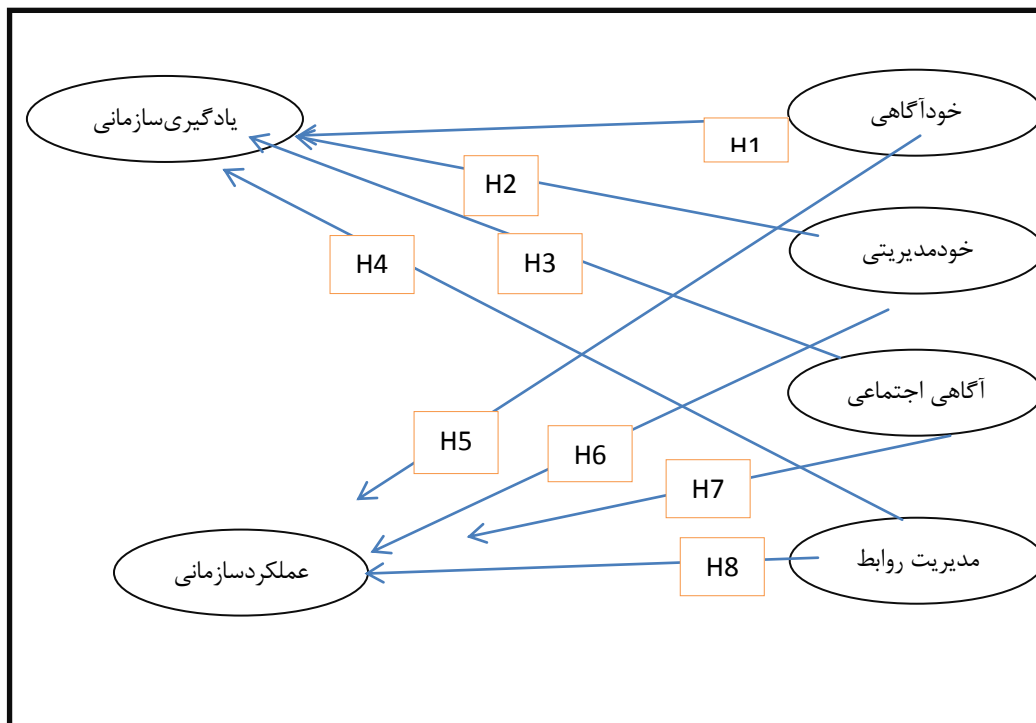 خودآگاهی
یادگیری‌سازمانی
H1
H2
خودمدیریتی
H3
H4
آگاهی اجتماعی
H5
H6
H7
مدیریت روابط
H8
عملکردسازمانی